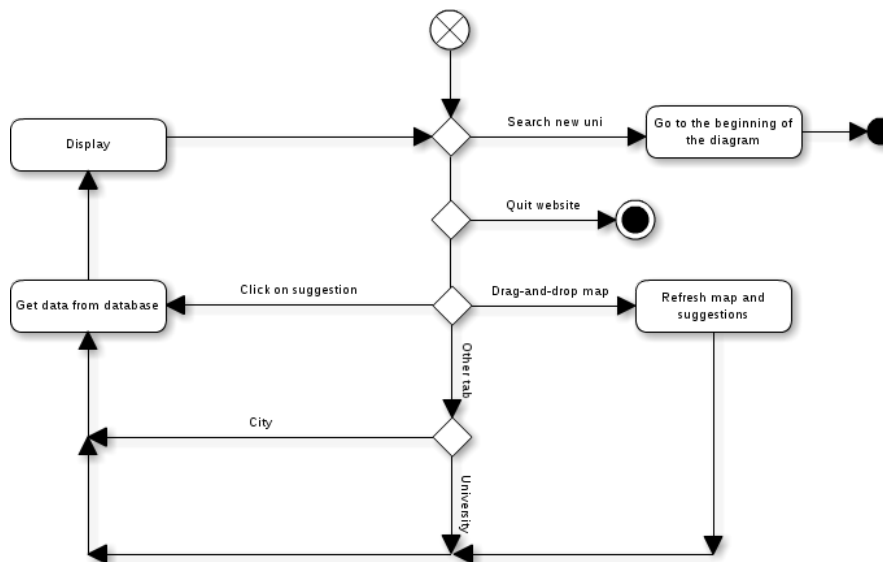 Search new uni
Go to the beginning of
the diagram
Display
Quit website
Click on suggestion
Drag-and-drop map
Get data from database
Refresh map and
suggestions
Other tab
City
University